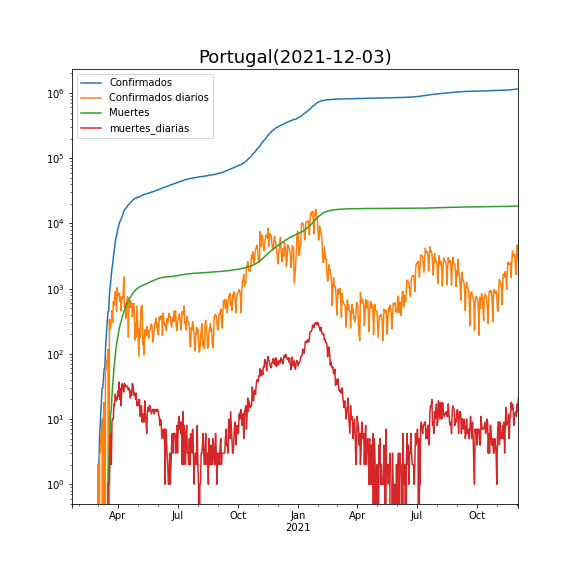 Portugal(2021-12-03)
Confirmados
Confirmados diarios
Muertes
muertes_diarias
10⁶
10⁵
10⁴
10³
10²
10¹
10⁰
Apr Jul Oct Jan Apr Jul Oct
2021